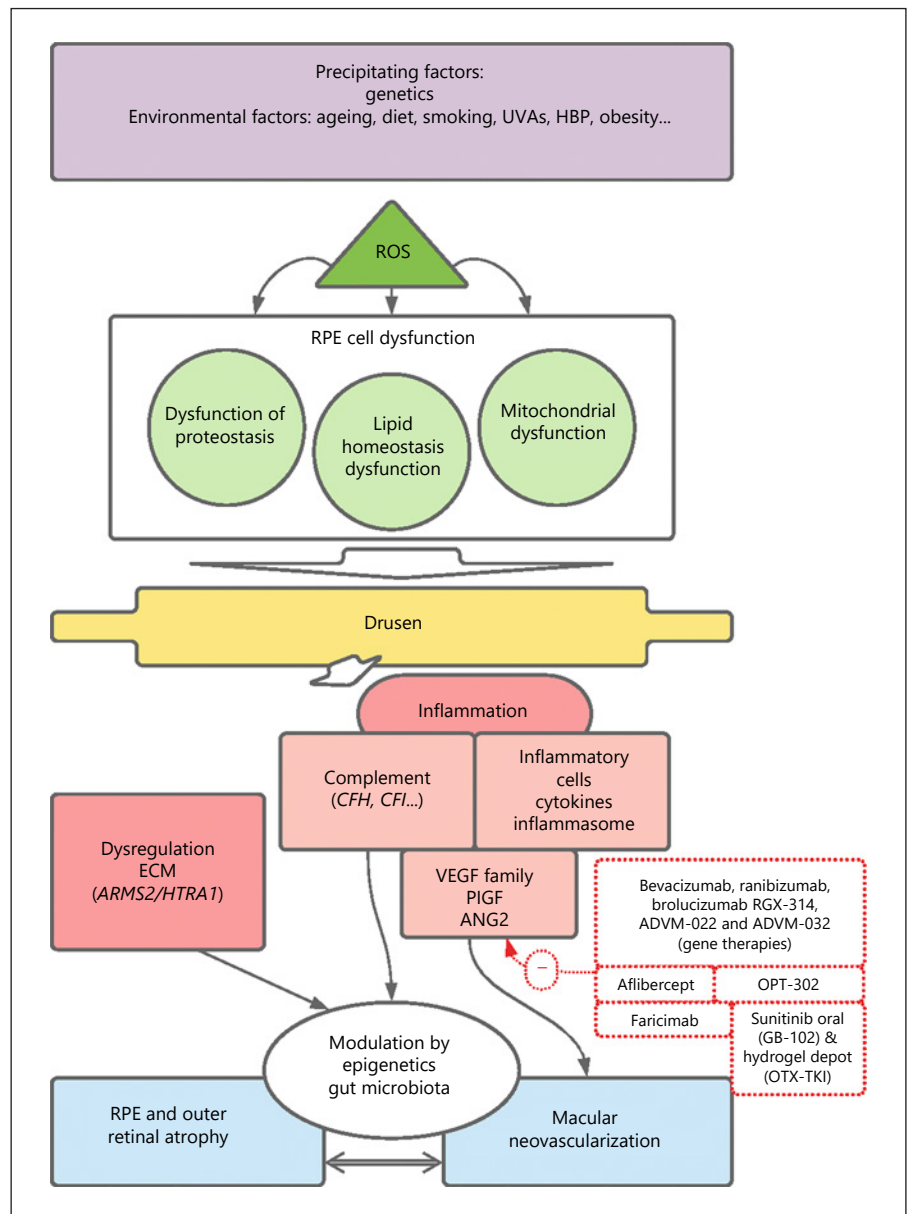 Precipitating factors:
genetics
Environmental factors: ageing, diet, smoking, UVAs, HBP, obesity...
ROS
RPE cell dysfunction
Dysfunction of
proteostasis
Lipid
homeostasis
dysfunction
Mitochondrial
dysfunction
Drusen
Inflammation
Complement
(CFH, CFI...)
Inflammatory
cells
cytokines
inflammasome
Dysregulation
ECM
(ARMS2/HTRA1)
VEGF family
PIGF
ANG2
Bevacizumab, ranibizumab,
brolucizumab RGX-314,
ADVM-022 and ADVM-032
(gene therapies)
–
Aflibercept
OPT-302
Faricimab
Sunitinib oral
(GB-102) &
hydrogel depot
(OTX-TKI)
Modulation by
epigenetics
gut microbiota
RPE and outer
retinal atrophy
Macular
neovascularization